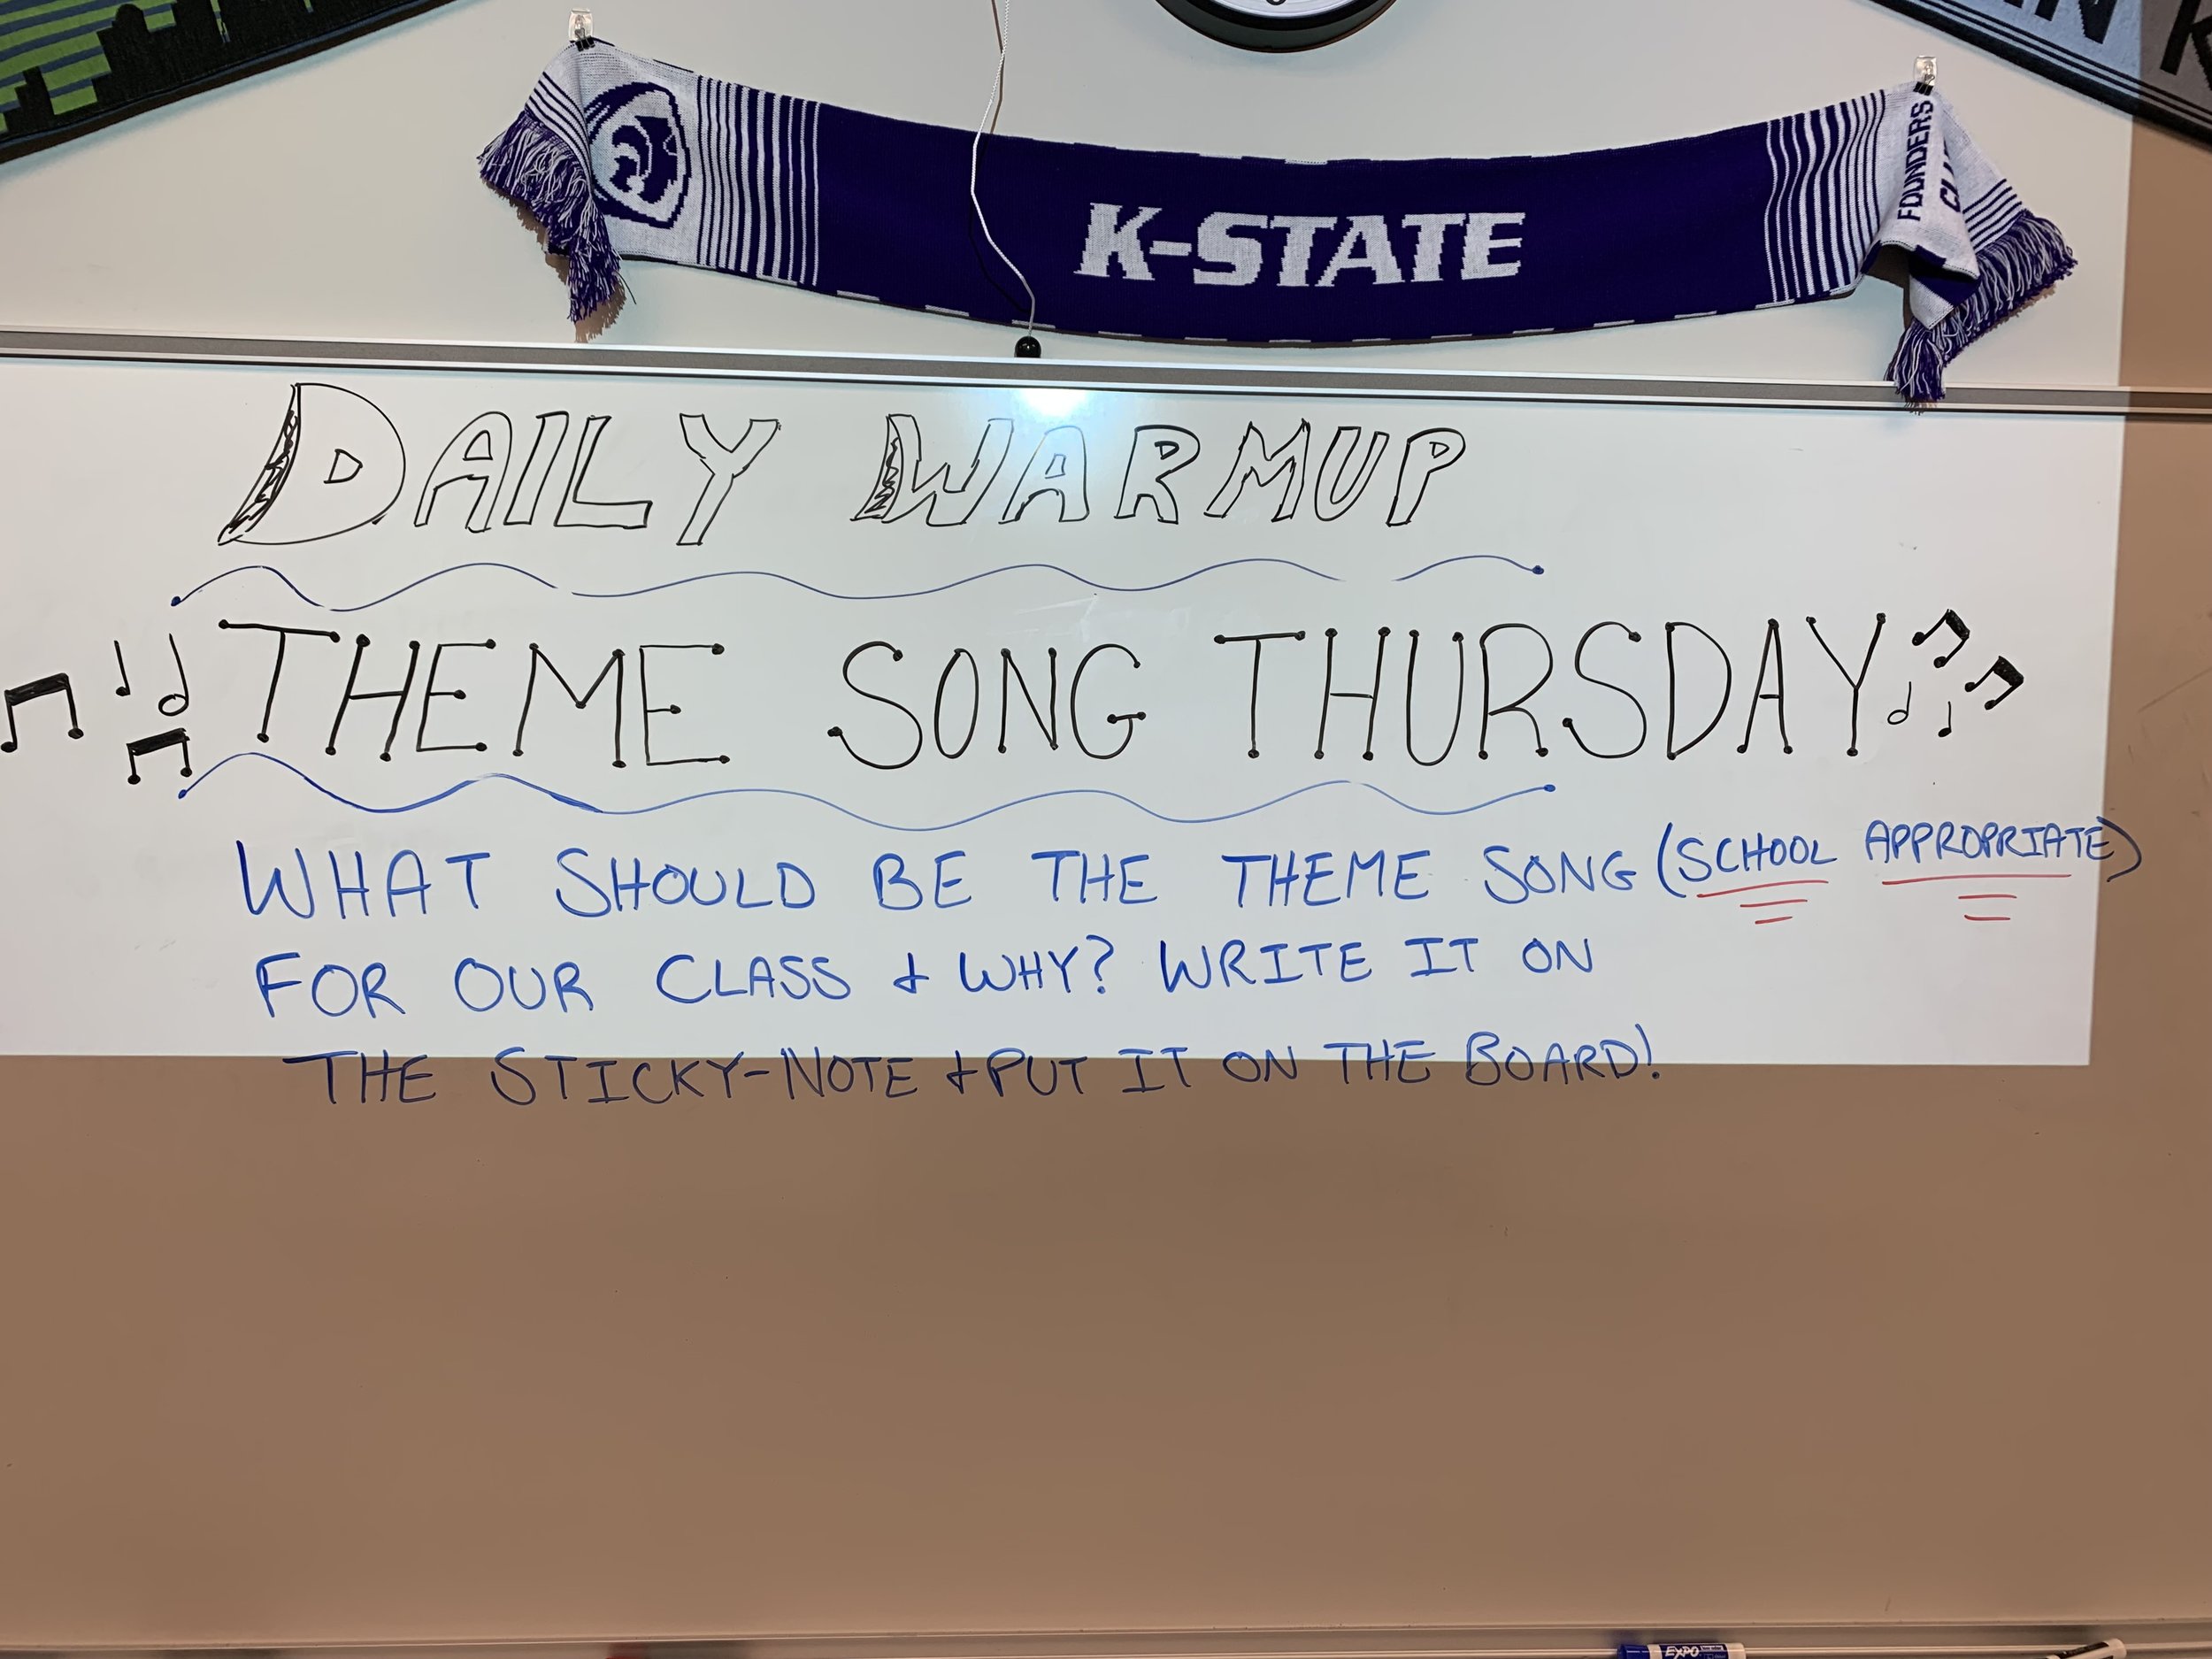 K-STATE
FOUNDERS
DAILY WARMUP
THEME SONG THURSDAY
WHAT SHOULD BE THE THEME SONG (SCHOOL APPROPRIATE)
FOR OUR CLASS & WHY? WRITE IT ON
THE STICKY-NOTE & PUT IT ON THE BOARD!
EXPO